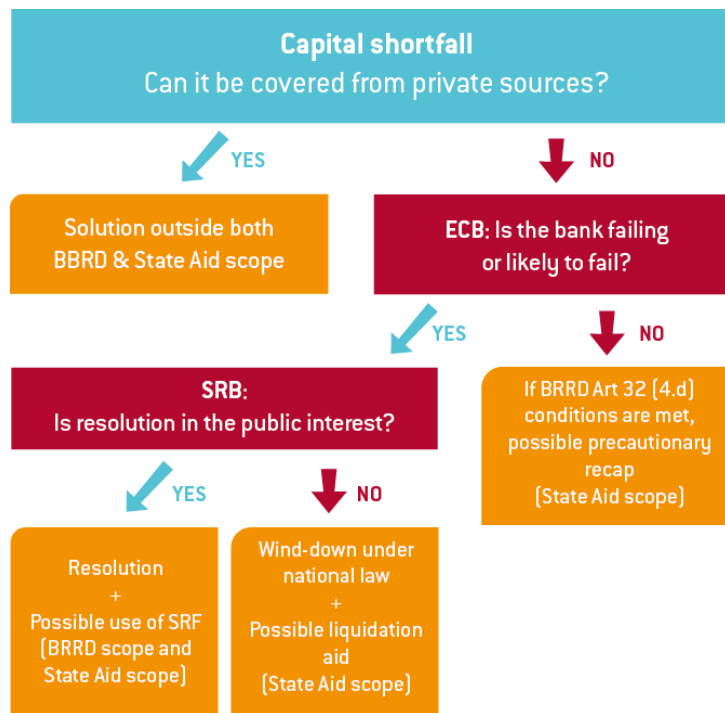 Capital shortfall
Can it be covered from private sources?
YES
NO
Solution outside both
BBRD & State Aid scope
ECB: Is the bank failing
or likely to fail?
YES
NO
SRB:
Is resolution in the public interest?
If BRRD Art 32 (4.d)
conditions are met,
possible precautionary
recap
(State Aid scope)
YES
NO
Resolution
+
Possible use of SRF
(BRRD scope and
State Aid scope)
Wind-down under
national law
+
Possible liquidation
aid
(State Aid scope)